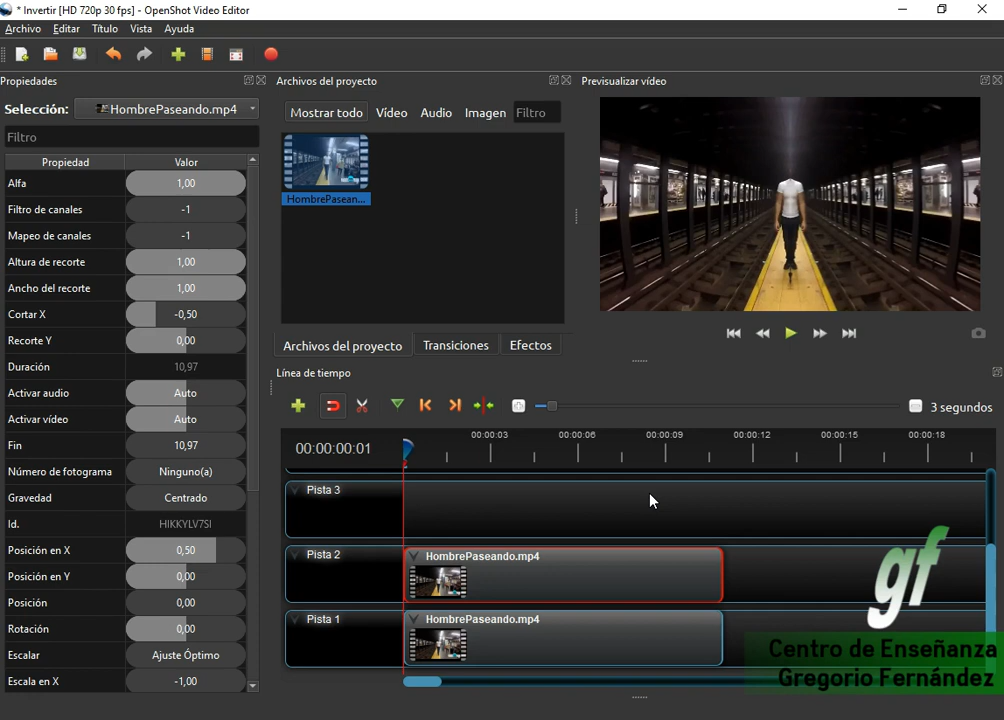 * Invertir [HD 720p 30 fps] - OpenShot Video Editor
Archivo Editar Título Vista Ayuda
Propiedades
Selección: HombrePaseando.mp4
Filtro
Propiedad Valor
Alfa 1,00
Filtro de canales -1
Mapeo de canales -1
Altura de recorte 1,00
Ancho del recorte 1,00
Cortar X -0,50
Recorte Y 0,00
Duración 10,97
Activar audio Auto
Activar vídeo Auto
Fin 10,97
Número de fotograma Ninguno(a)
Gravedad Centrado
Id. HIKKYLV7SI
Posición en X 0,50
Posición en Y 0,00
Posición 0,00
Rotación 0,00
Escalar Ajuste Óptimo
Escala en X -1,00
Archivos del proyecto
Mostrar todo Vídeo Audio Imagen Filtro
HombrePasean...
Archivos del proyecto Transiciones Efectos
Previsualizar vídeo
Línea de tiempo
3 segundos
00:00:00:01 00:00:03 00:00:06 00:00:09 00:00:12 00:00:15 00:00:18
Pista 3
Pista 2 HombrePaseando.mp4
Pista 1 HombrePaseando.mp4
gf
Centro de Enseñanza
Gregorio Fernández